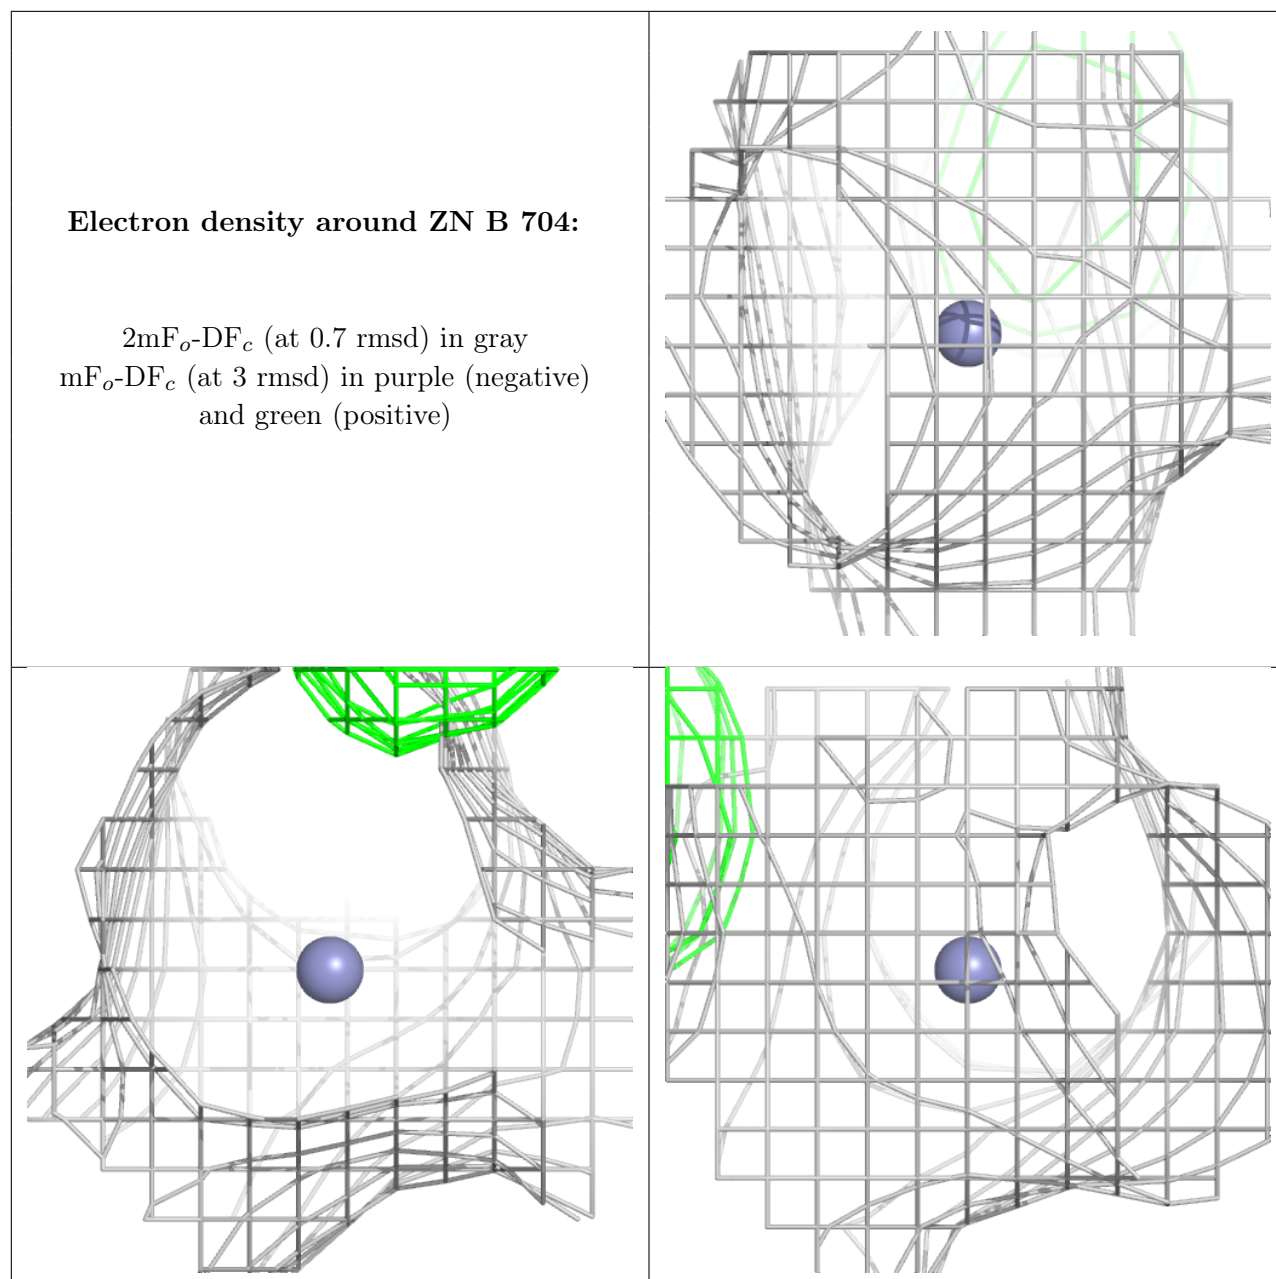 Electron density around ZN B 704:
2mFo-DFc (at 0.7 rmsd) in gray
mFo-DFc (at 3 rmsd) in purple (negative)
and green (positive)